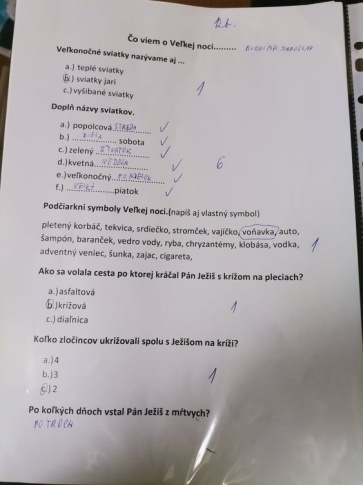 Čo viem o Veľkej noci.........
Veľkonočné sviatky nazývame aj ...
a.) teplé sviatky
b.) sviatky jari
c.) vyšibané sviatky
1
Doplň názvy sviatkov.
a.) popolcová STREDA
b.) BIELA sobota
c.) zelený ŠTVRTOK
d.) kvetná NEDEĽA
e.) veľkonočný PONDELOK
f.) VEĽKÝ piatok
6
Podčiarkni symboly Veľkej noci.(napíš aj vlastný symbol)
pletený korbáč, tekvica, srdiečko, stromček, vajíčko, voňavka, auto,
šampón, baranček, vedro vody, ryba, chryzantémy, klobása, vodka,
adventný veniec, šunka, zajac, cigareta,
1
Ako sa volala cesta po ktorej kráčal Pán Ježiš s krížom na pleciach?
a.) asfaltová
b.) krížová
c.) diaľnica
1
Koľko zločincov ukrižovali spolu s Ježišom na kríži?
a.) 4
b.) 3
c.) 2
1
Po koľkých dňoch vstal Pán Ježiš z mŕtvych?
PO TROCH